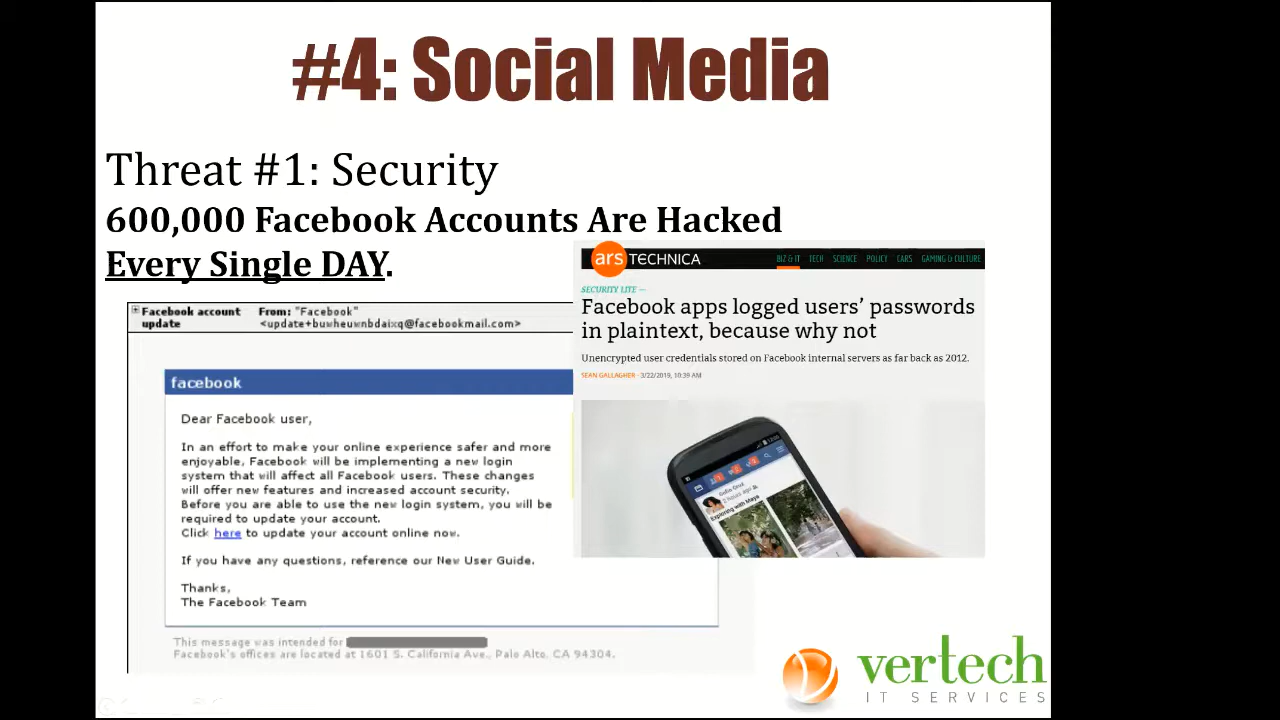 #4: Social Media
Threat #1: Security
600,000 Facebook Accounts Are Hacked
Every Single DAY.
ars TECHNICA
BIZ & IT TECH SCIENCE POLICY CARS GAMING & CULTURE
SECURITY LITE —
Facebook apps logged users’ passwords
in plaintext, because why not
Unencrypted user credentials stored on Facebook internal servers as far back as 2012.
SEAN GALLAGHER - 3/22/2019, 10:39 AM
2 hours ago
Exploring with Maya
Facebook account
update
From: "Facebook"
<update+buwheuwnbdaixq@facebookmail.com>
facebook
Dear Facebook user,
In an effort to make your online experience safer and more
enjoyable, Facebook will be implementing a new login
system that will affect all Facebook users. These changes
will offer new features and increased account security.
Before you are able to use the new login system, you will be
required to update your account.
Click here to update your account online now.
If you have any questions, reference our New User Guide.
Thanks,
The Facebook Team
This message was intended for
Facebook's offices are located at 1601 S. California Ave., Palo Alto, CA 94304.
vertech
IT SERVICES